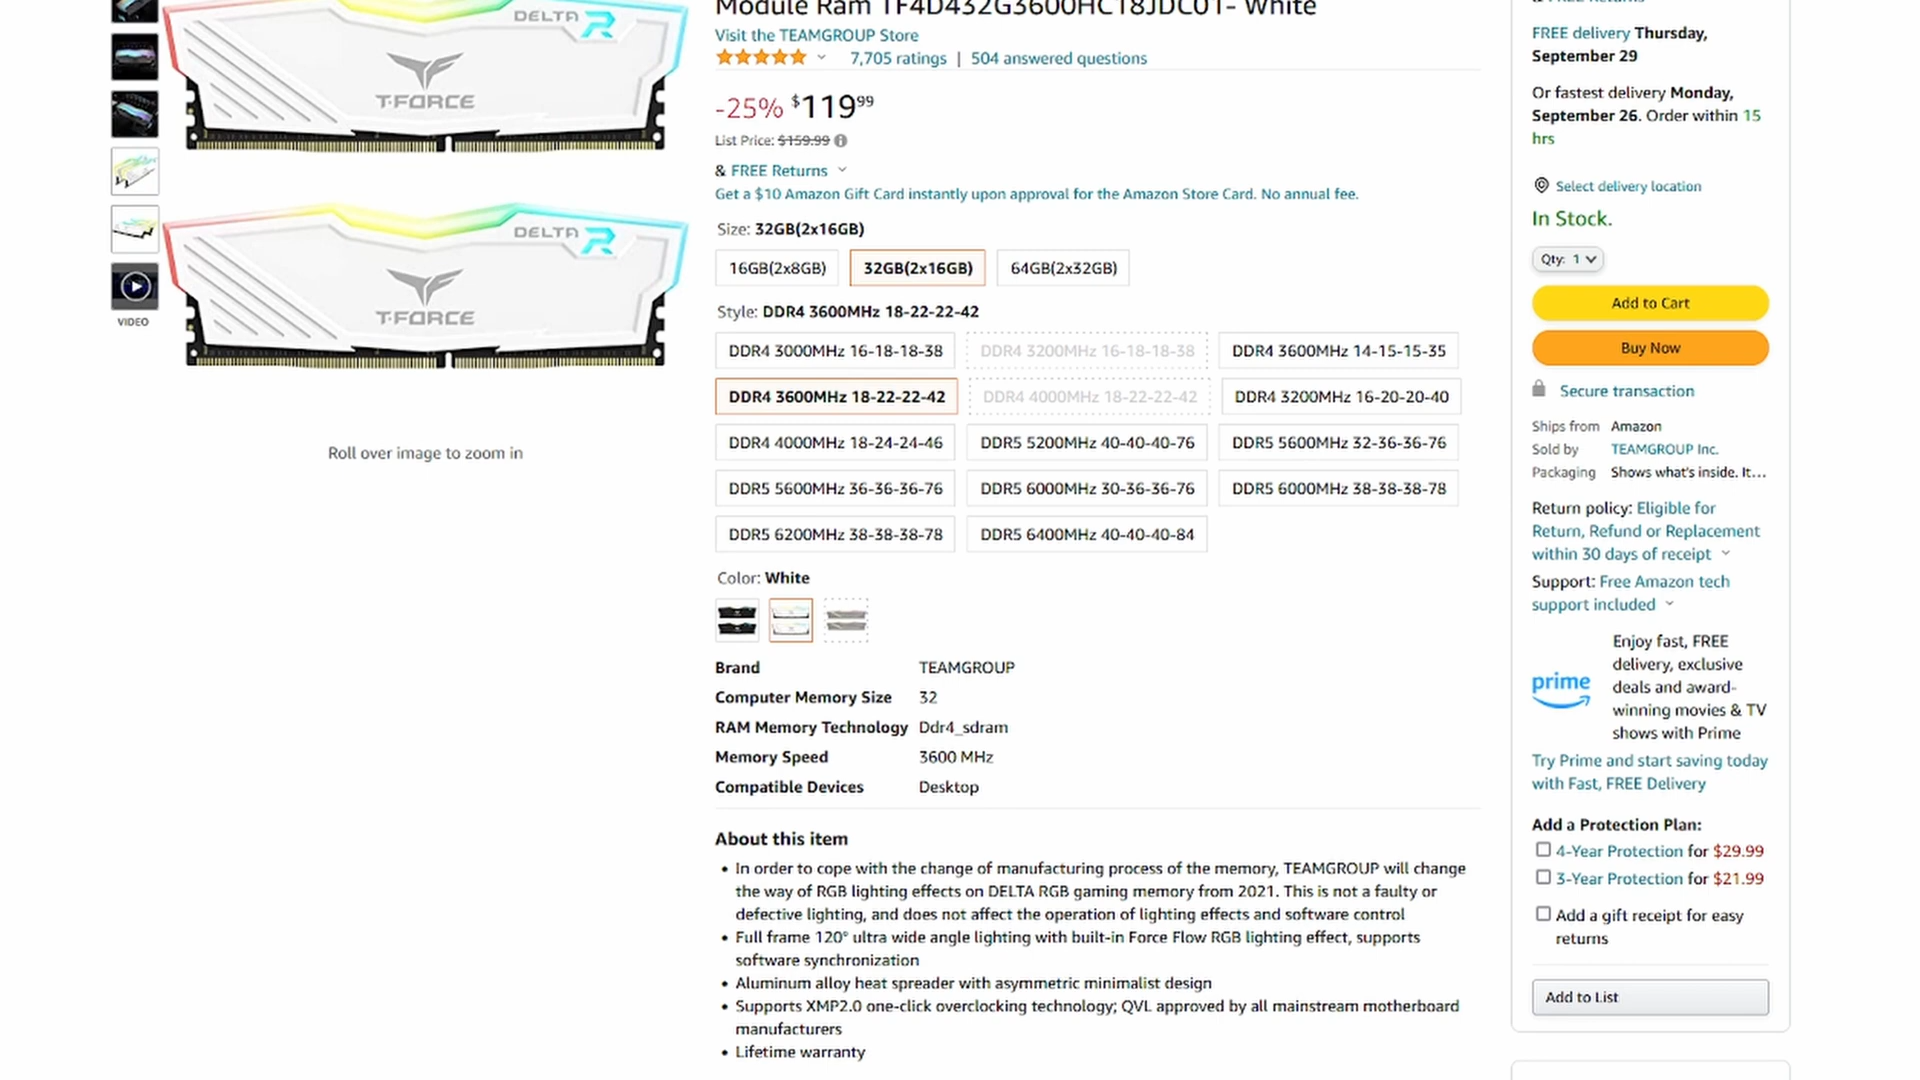 Module Ram TF4D432G3600HC18JDC01- White
Visit the TEAMGROUP Store
7,705 ratings | 504 answered questions
-25% $119 99
List Price: $159.99
& FREE Returns
Get a $10 Amazon Gift Card instantly upon approval for the Amazon Store Card. No annual fee.
Size: 32GB(2x16GB)
16GB(2x8GB) 32GB(2x16GB) 64GB(2x32GB)
Style: DDR4 3600MHz 18-22-22-42
DDR4 3000MHz 16-18-18-38 DDR4 3200MHz 16-18-18-38 DDR4 3600MHz 14-15-15-35
DDR4 3600MHz 18-22-22-42 DDR4 4000MHz 18-22-22-42 DDR4 3200MHz 16-20-20-40
DDR4 4000MHz 18-24-24-46 DDR5 5200MHz 40-40-40-76 DDR5 5600MHz 32-36-36-76
DDR5 5600MHz 36-36-36-76 DDR5 6000MHz 30-36-36-76 DDR5 6000MHz 38-38-38-78
DDR5 6200MHz 38-38-38-78 DDR5 6400MHz 40-40-40-84
Color: White
Brand TEAMGROUP
Computer Memory Size 32
RAM Memory Technology Ddr4_sdram
Memory Speed 3600 MHz
Compatible Devices Desktop
About this item
• In order to cope with the change of manufacturing process of the memory, TEAMGROUP will change
the way of RGB lighting effects on DELTA RGB gaming memory from 2021. This is not a faulty or
defective lighting, and does not affect the operation of lighting effects and software control
• Full frame 120° ultra wide angle lighting with built-in Force Flow RGB lighting effect, supports
software synchronization
• Aluminum alloy heat spreader with asymmetric minimalist design
• Supports XMP2.0 one-click overclocking technology; QVL approved by all mainstream motherboard
manufacturers
• Lifetime warranty
DELTA R
T-FORCE
DELTA R
T-FORCE
VIDEO
Roll over image to zoom in
& FREE Returns
FREE delivery Thursday,
September 29
Or fastest delivery Monday,
September 26. Order within 15
hrs
Select delivery location
In Stock.
Qty: 1
Add to Cart
Buy Now
Secure transaction
Ships from Amazon
Sold by TEAMGROUP Inc.
Packaging Shows what's inside. It...
Return policy: Eligible for
Return, Refund or Replacement
within 30 days of receipt
Support: Free Amazon tech
support included
prime
Enjoy fast, FREE
delivery, exclusive
deals and award-
winning movies & TV
shows with Prime
Try Prime and start saving today
with Fast, FREE Delivery
Add a Protection Plan:
4-Year Protection for $29.99
3-Year Protection for $21.99
Add a gift receipt for easy
returns
Add to List